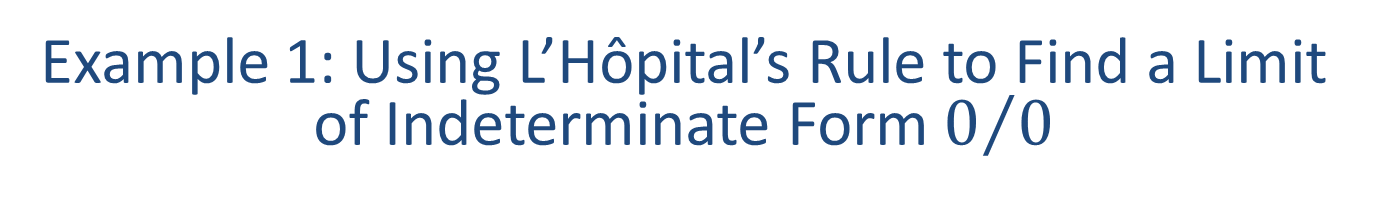 Example 1: Using L’Hôpital’s Rule to Find a Limit
of Indeterminate Form 0/0